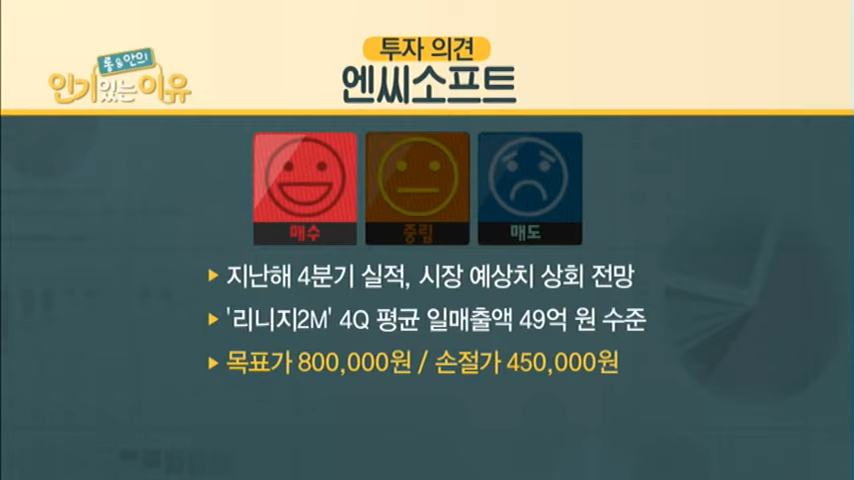 롱&안의
인기있는이유
투자 의견
엔씨소프트
매수
중립
매도
지난해 4분기 실적, 시장 예상치 상회 전망
'리니지2M' 4Q 평균 일매출액 49억 원 수준
목표가 800,000원 / 손절가 450,000원